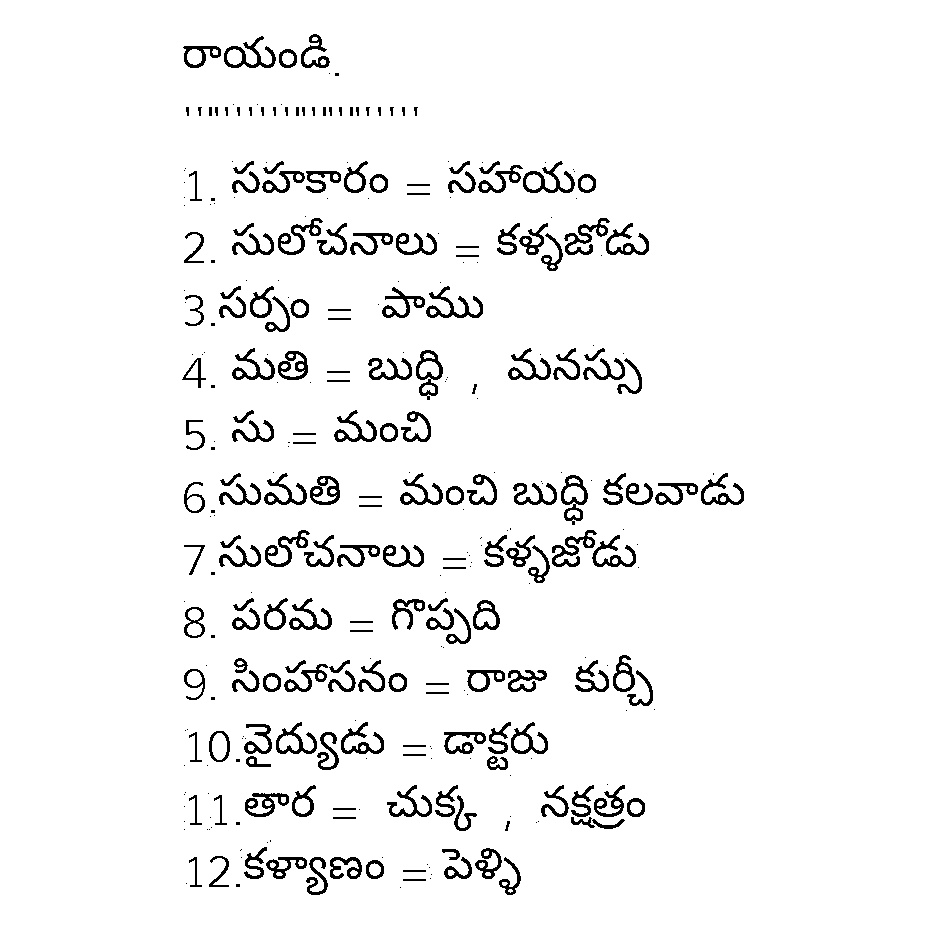 రాయండి.
''''''''''''''''''''''''''
1. సహకారం = సహాయం
2. సులోచనాలు = కళ్ళజోడు
3.సర్పం =  పాము
4. మతి = బుద్ధి  ,  మనస్సు
5. సు = మంచి
6.సుమతి = మంచి బుద్ధి కలవాడు
7.సులోచనాలు = కళ్ళజోడు
8. పరమ = గొప్పది
9. సింహాసనం = రాజు  కుర్చీ
10.వైద్యుడు = డాక్టరు
11.తార =  చుక్క  ,  నక్షత్రం
12.కళ్యాణం = పెళ్ళి